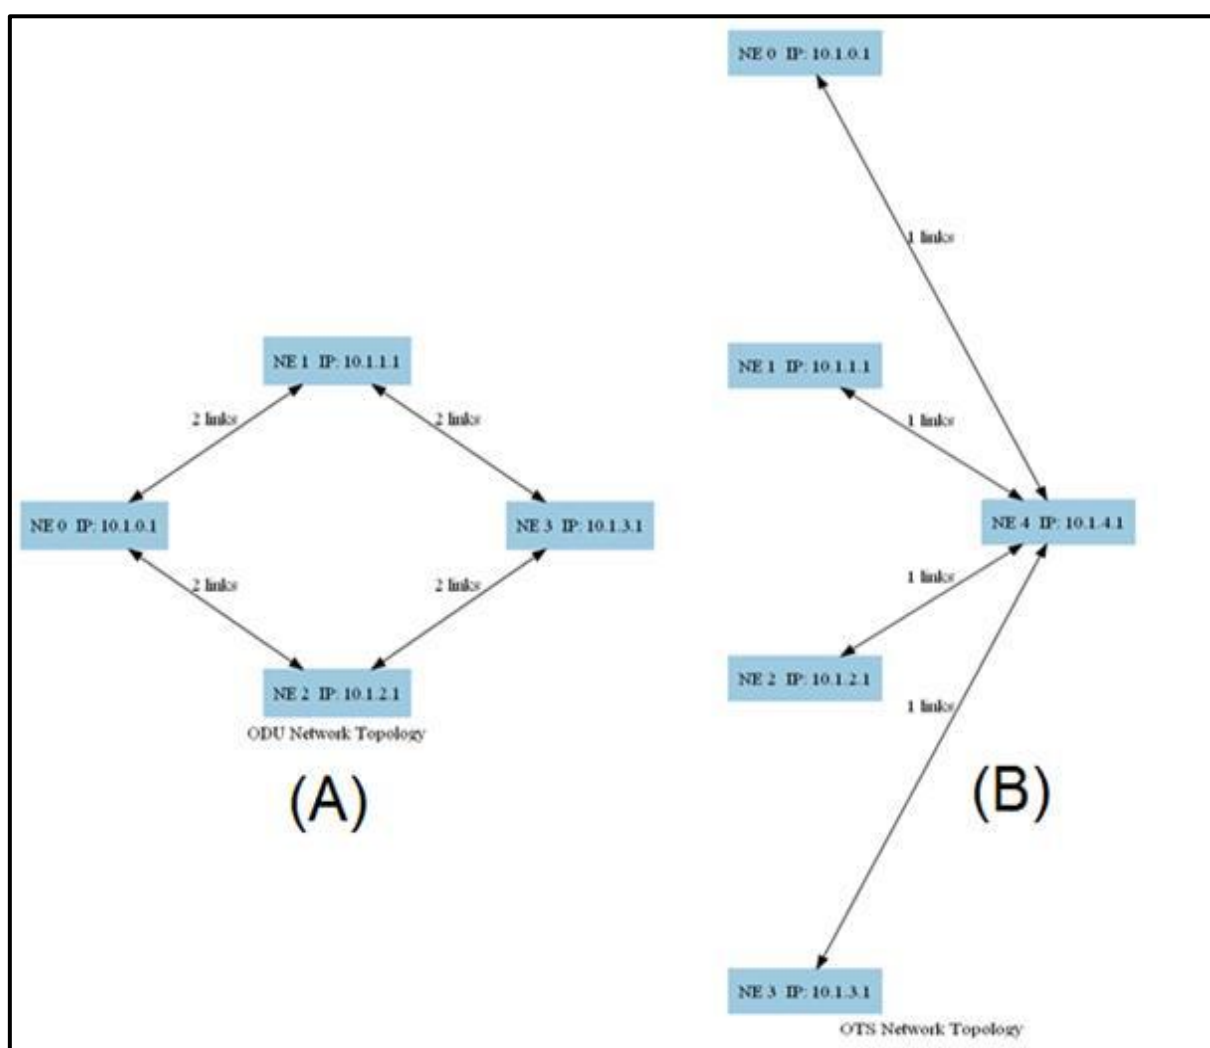 NE 1 IP: 10.1.1.1
2 links
2 links
NE 0 IP: 10.1.0.1
NE 3 IP: 10.1.3.1
2 links
2 links
NE 2 IP: 10.1.2.1
ODU Network Topology
(A)
NE 0 IP: 10.1.0.1
1 links
NE 1 IP: 10.1.1.1
1 links
NE 4 IP: 10.1.4.1
1 links
NE 2 IP: 10.1.2.1
1 links
(B)
NE 3 IP: 10.1.3.1
OTS Network Topology